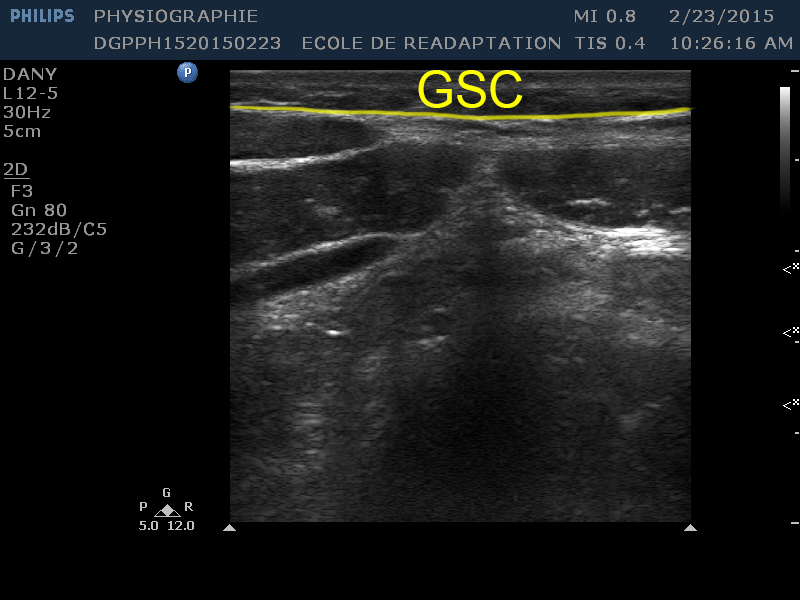 PHILIPS PHYSIOGRAPHIE MI 0.8 2/23/2015
DGPPH1520150223 ECOLE DE READAPTATION TIS 0.4 10:26:16 AM
DANY
L12-5
30Hz
5cm
2D
F3
Gn 80
232dB/C5
G/3/2
P
GSC
G
P R
5.0 12.0